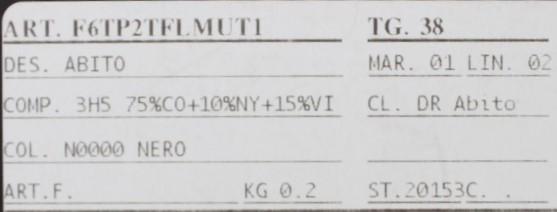 ART. F6TP2TFLMUT1 TG. 38
DES. ABITO MAR. 01 LIN. 02
COMP. 3H5 75%CO+10%NY+15%VI CL. DR Abito
COL. N0000 NERO
ART.F. KG 0.2 ST.20153C. .